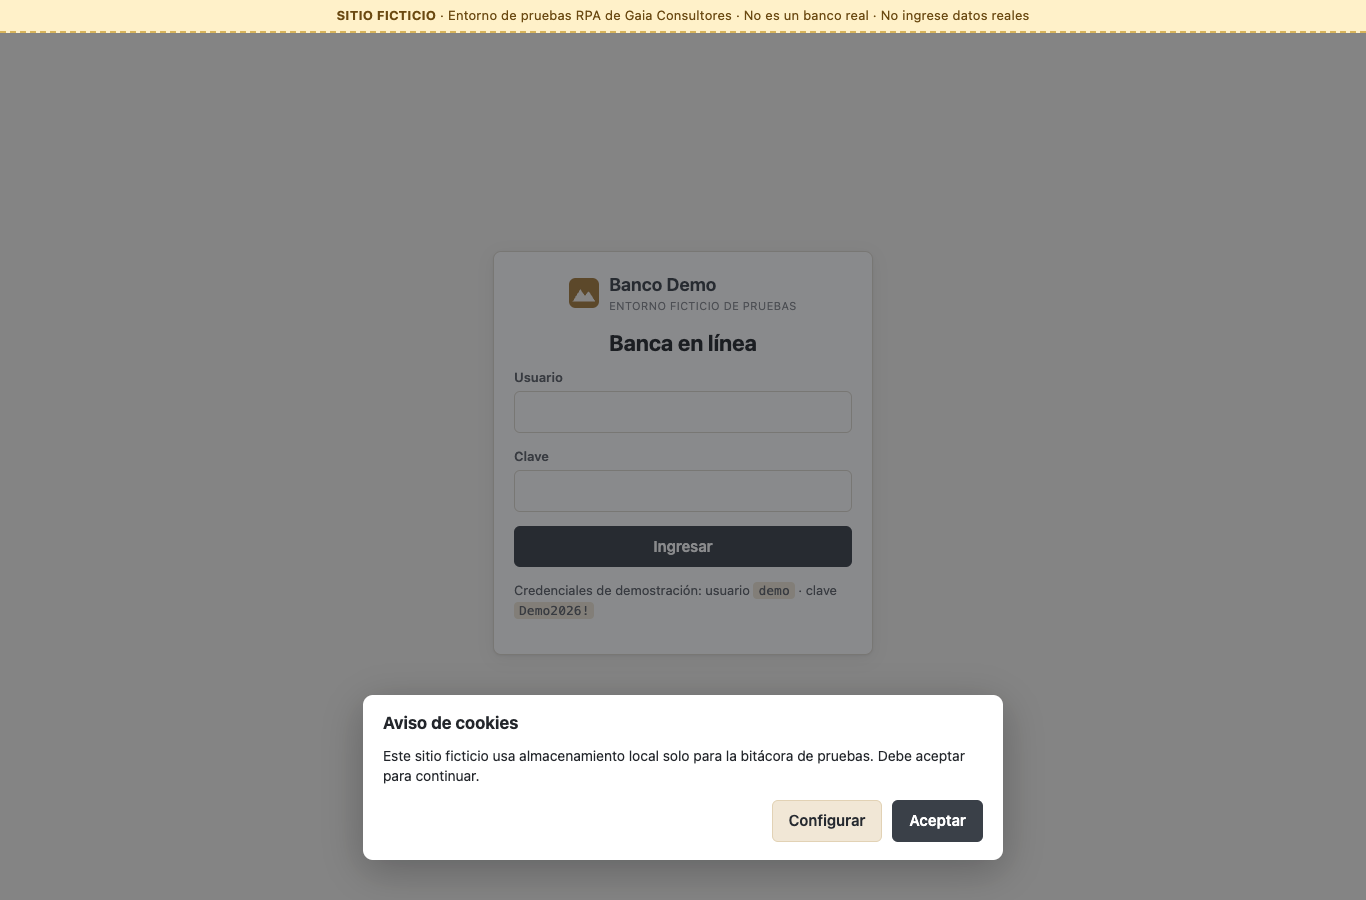 SITIO FICTICIO · Entorno de pruebas RPA de Gaia Consultores · No es un banco real · No ingrese datos reales
Banco Demo
ENTORNO FICTICIO DE PRUEBAS
Banca en línea
Usuario
Clave
Ingresar
Credenciales de demostración: usuario demo · clave
Demo2026!
Aviso de cookies
Este sitio ficticio usa almacenamiento local solo para la bitácora de pruebas. Debe aceptar
para continuar.
Configurar Aceptar